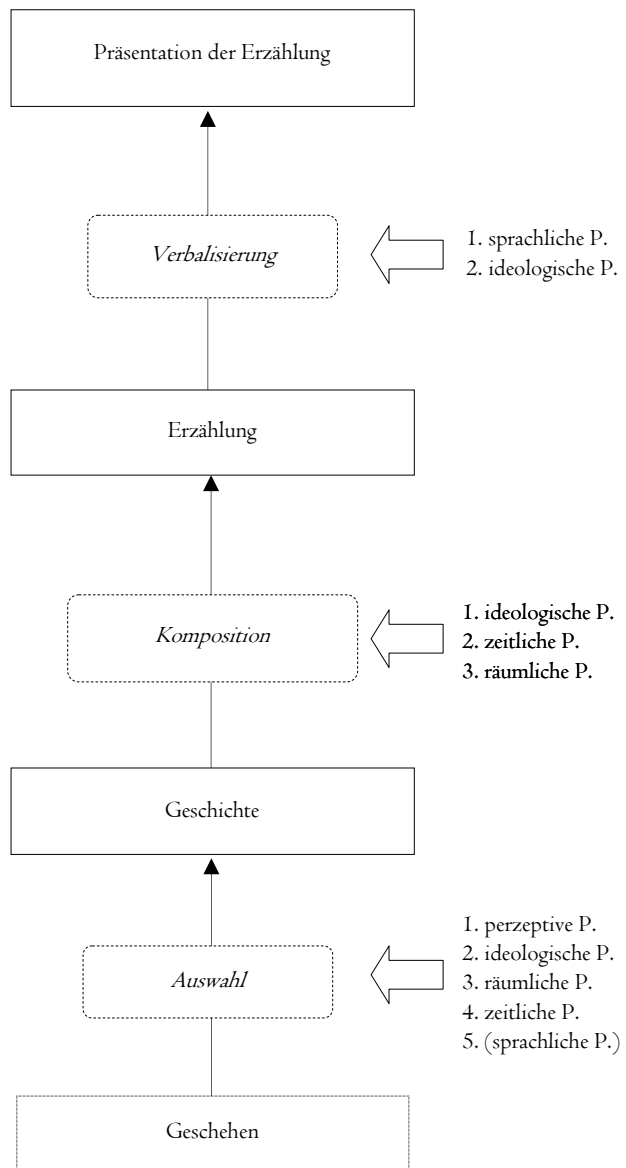 Präsentation der Erzählung
Verbalisierung
1. sprachliche P.
2. ideologische P.
Erzählung
Komposition
1. ideologische P.
2. zeitliche P.
3. räumliche P.
Geschichte
Auswahl
1. perzeptive P.
2. ideologische P.
3. räumliche P.
4. zeitliche P.
5. (sprachliche P.)
Geschehen